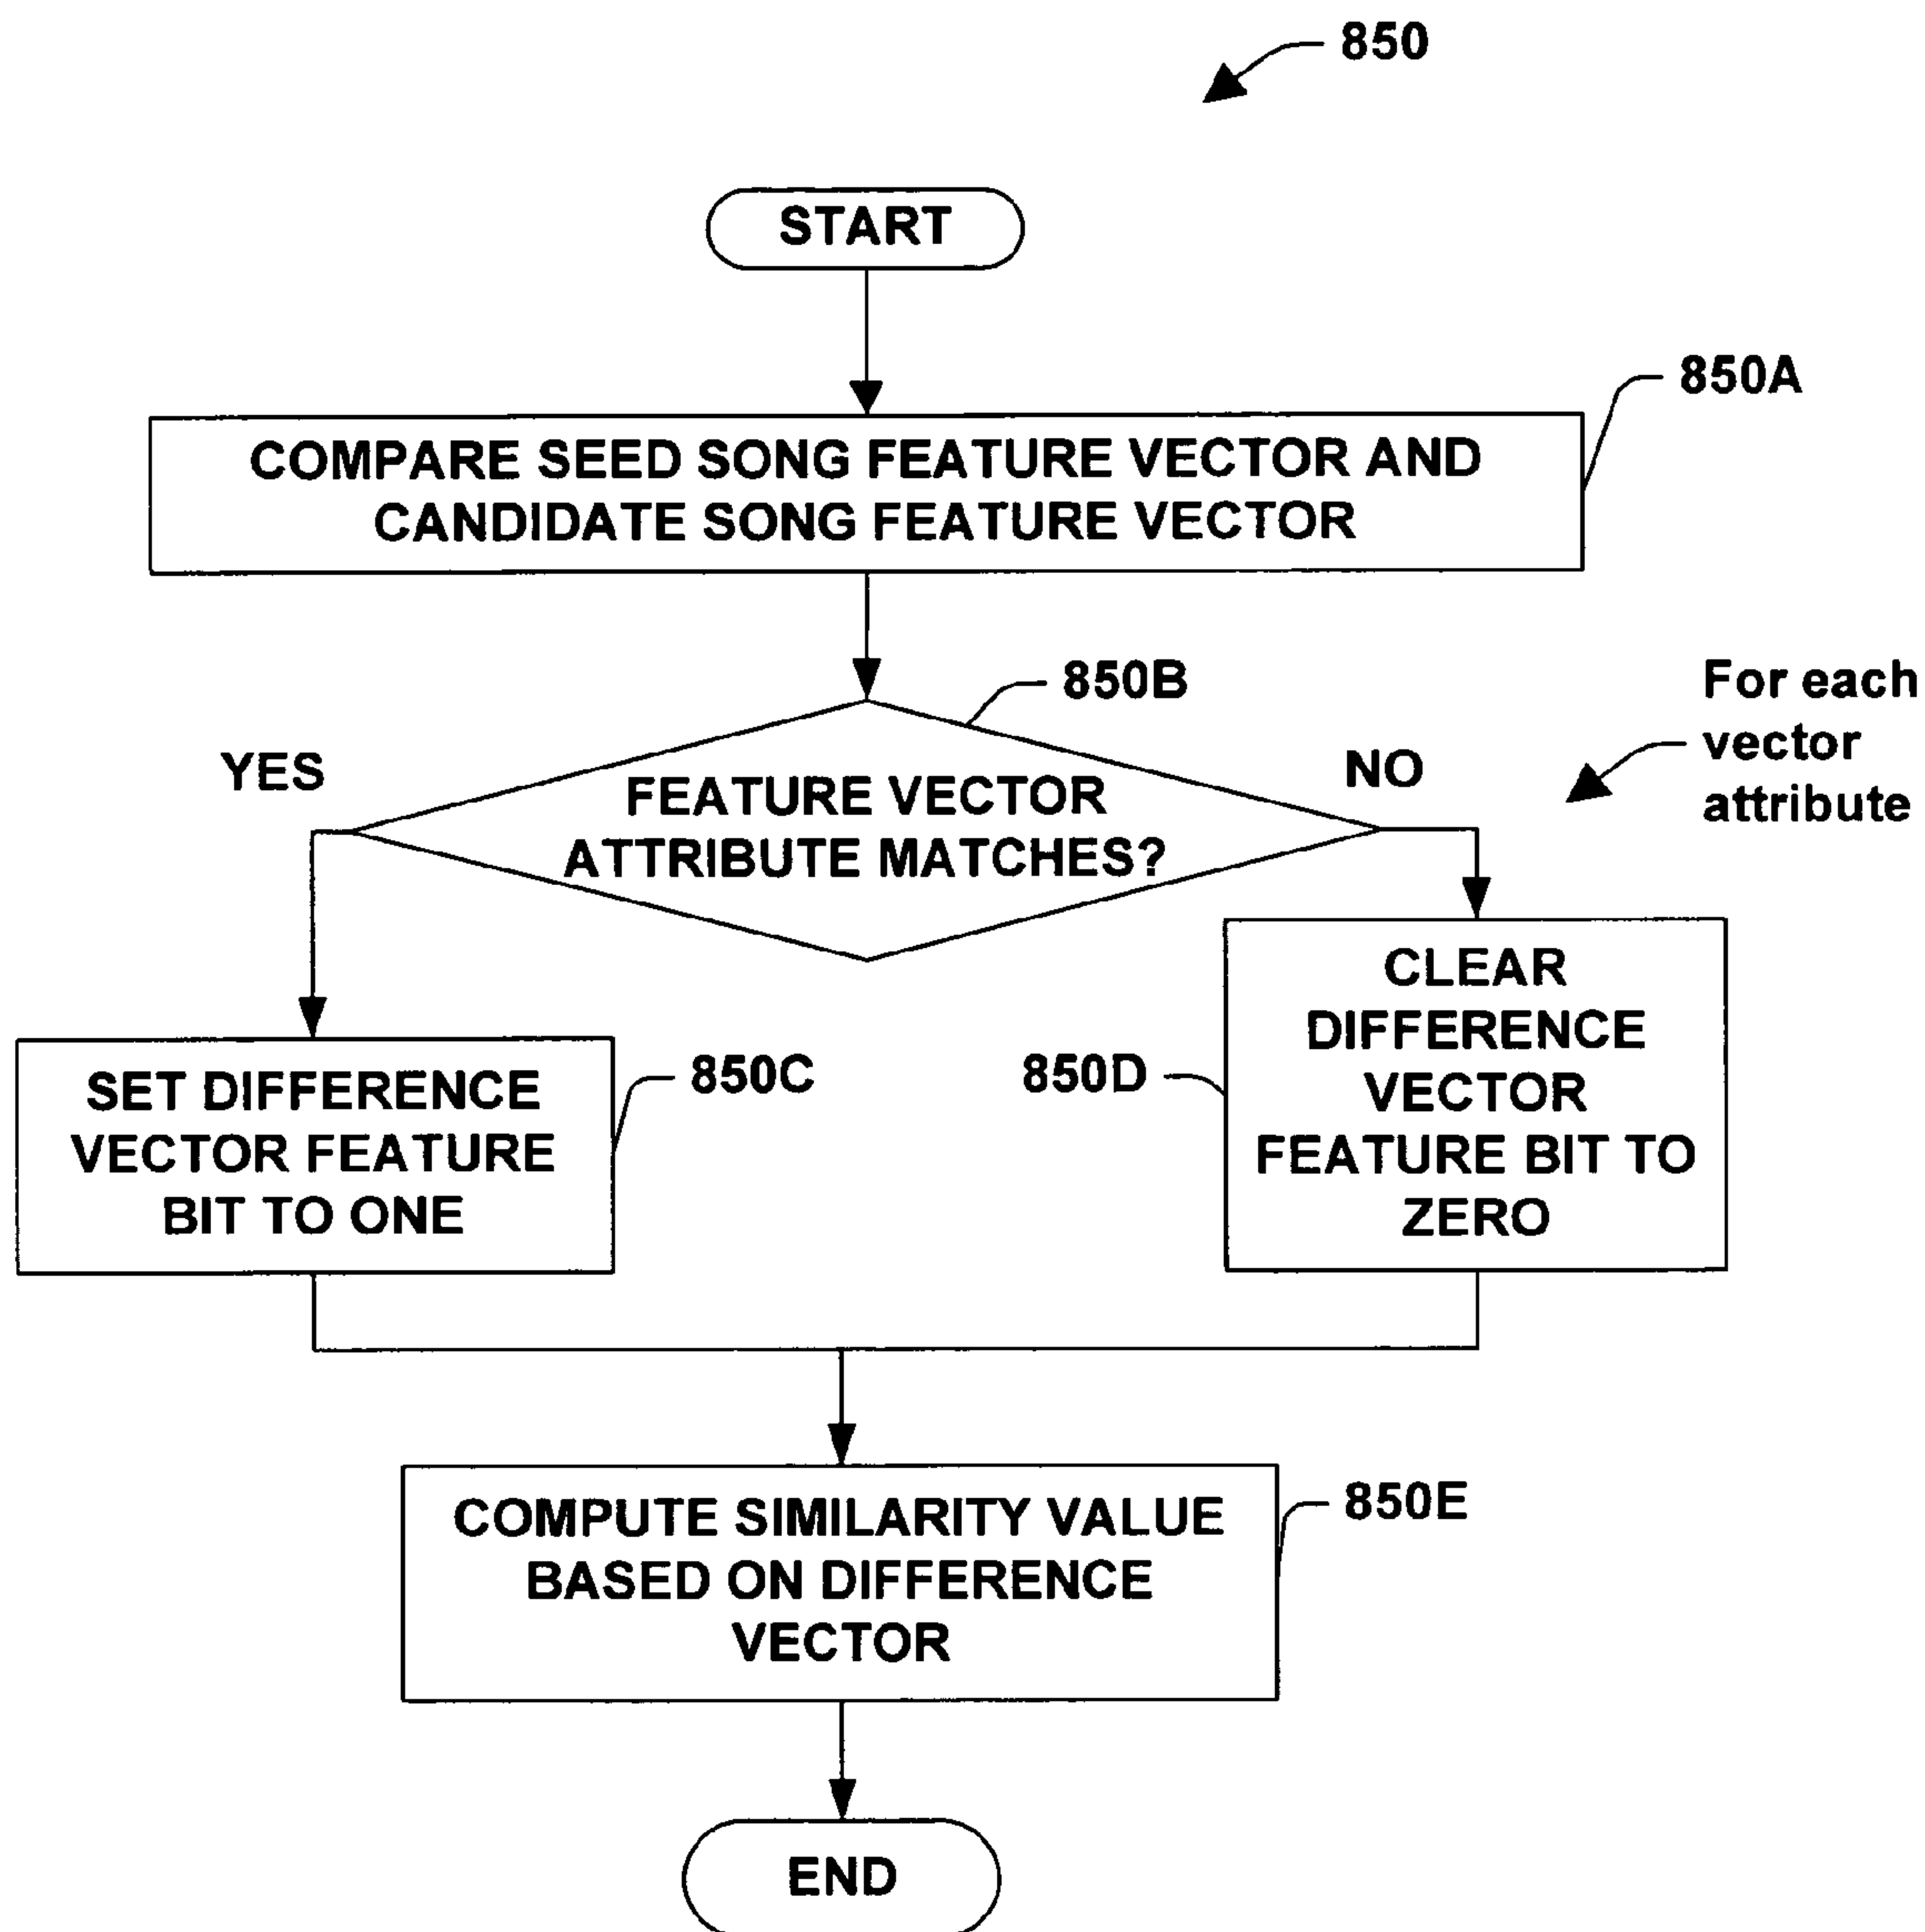 850
START
850A
COMPARE SEED SONG FEATURE VECTOR AND
CANDIDATE SONG FEATURE VECTOR
850B
For each
vector
attribute
YES
NO
FEATURE VECTOR
ATTRIBUTE MATCHES?
SET DIFFERENCE
VECTOR FEATURE
BIT TO ONE
850C
850D
CLEAR
DIFFERENCE
VECTOR
FEATURE BIT TO
ZERO
COMPUTE SIMILARITY VALUE
BASED ON DIFFERENCE
VECTOR
850E
END